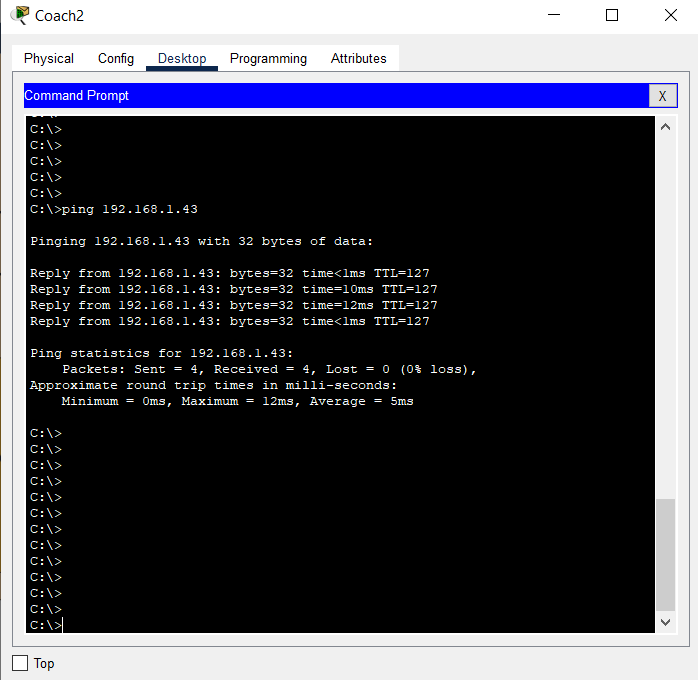 Coach2
Physical Config Desktop Programming Attributes
Command Prompt X
C:\>
C:\>
C:\>
C:\>
C:\>
C:\>ping 192.168.1.43
Pinging 192.168.1.43 with 32 bytes of data:
Reply from 192.168.1.43: bytes=32 time<1ms TTL=127
Reply from 192.168.1.43: bytes=32 time=10ms TTL=127
Reply from 192.168.1.43: bytes=32 time=12ms TTL=127
Reply from 192.168.1.43: bytes=32 time<1ms TTL=127
Ping statistics for 192.168.1.43:
Packets: Sent = 4, Received = 4, Lost = 0 (0% loss),
Approximate round trip times in milli-seconds:
Minimum = 0ms, Maximum = 12ms, Average = 5ms
C:\>
C:\>
C:\>
C:\>
C:\>
C:\>
C:\>
C:\>
C:\>
C:\>
C:\>
C:\>
C:\>
Top